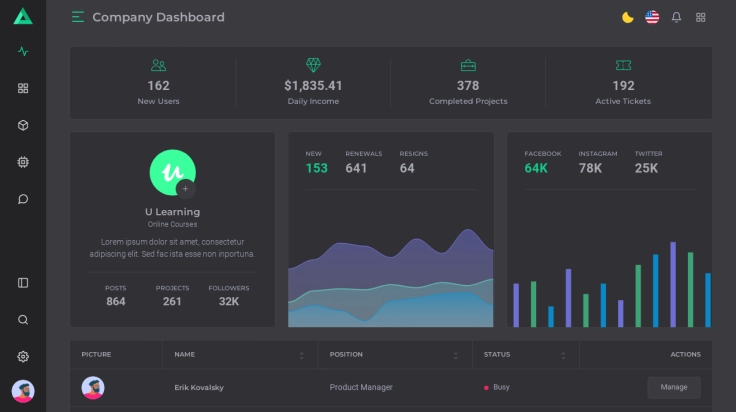 Company Dashboard
162
New Users
$1,835.41
Daily Income
378
Completed Projects
192
Active Tickets
u
U Learning
Online Courses
Lorem ipsum dolor sit amet, consectetur
adipiscing elit. Sed fac ista esse non inportuna.
POSTS PROJECTS FOLLOWERS
864 261 32K
NEW RENEWALS RESIGNS
153 641 64
FACEBOOK INSTAGRAM TWITTER
64K 78K 25K
PICTURE NAME POSITION STATUS ACTIONS
Erik Kovalsky Product Manager Busy Manage